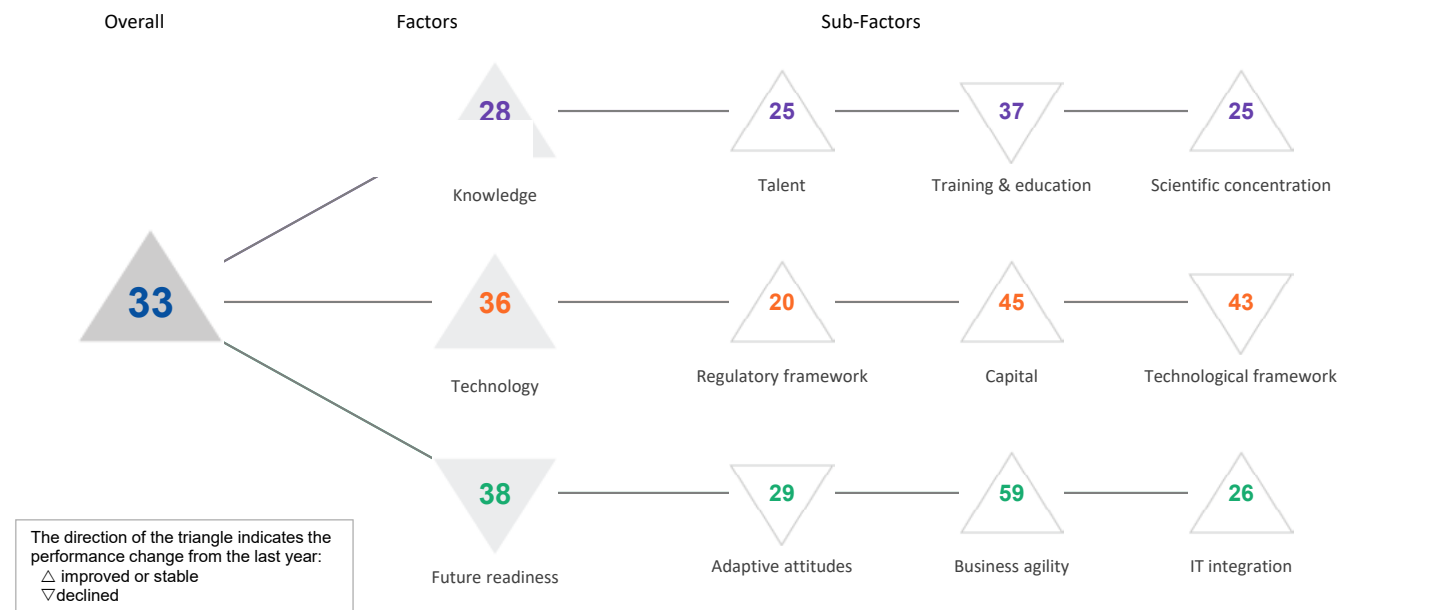 Overall Factors Sub-Factors
28 25 37 25
Knowledge Talent Training & education Scientific concentration
33 36 20 45 43
Technology Regulatory framework Capital Technological framework
38 29 59 26
Future readiness Adaptive attitudes Business agility IT integration
The direction of the triangle indicates the
performance change from the last year:
△ improved or stable
▽declined